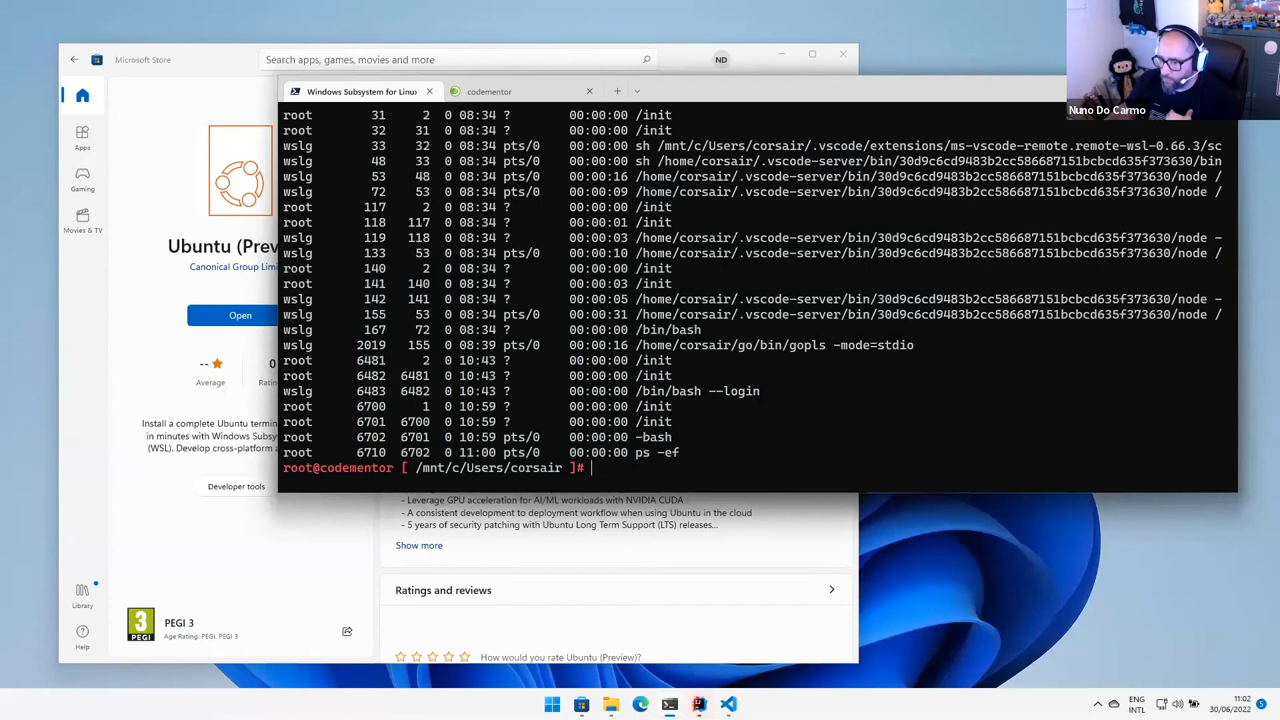 Microsoft Store
Search apps, games, movies and more
ND
Windows Subsystem for Linux
codementor
Nuno Do Carmo
Apps
Gaming
Movies & TV
Library
Help
Ubuntu (Prev
Canonical Group Limi
Open
2.9 ★
0
Average
Rating
Install a complete Ubuntu termin
in minutes with Windows Subsys
(WSL). Develop cross-platform a
Developer tools
3
PEGI
PEGI 3
Age Rating: PEGI. PEGI 3
root 31 2 0 08:34 ? 00:00:00 /init
root 32 31 0 08:34 ? 00:00:00 /init
wslg 33 32 0 08:34 pts/0 00:00:00 sh /mnt/c/Users/corsair/.vscode/extensions/ms-vscode-remote.remote-wsl-0.66.3/sc
wslg 48 33 0 08:34 pts/0 00:00:00 sh /home/corsair/.vscode-server/bin/30d9c6cd9483b2cc586687151bcbcd635f373630/bin
wslg 53 48 0 08:34 pts/0 00:00:16 /home/corsair/.vscode-server/bin/30d9c6cd9483b2cc586687151bcbcd635f373630/node /
wslg 72 53 0 08:34 pts/0 00:00:09 /home/corsair/.vscode-server/bin/30d9c6cd9483b2cc586687151bcbcd635f373630/node /
root 117 2 0 08:34 ? 00:00:00 /init
root 118 117 0 08:34 ? 00:00:01 /init
wslg 119 118 0 08:34 ? 00:00:03 /home/corsair/.vscode-server/bin/30d9c6cd9483b2cc586687151bcbcd635f373630/node -
wslg 133 53 0 08:34 pts/0 00:00:10 /home/corsair/.vscode-server/bin/30d9c6cd9483b2cc586687151bcbcd635f373630/node /
root 140 2 0 08:34 ? 00:00:00 /init
root 141 140 0 08:34 ? 00:00:03 /init
wslg 142 141 0 08:34 ? 00:00:05 /home/corsair/.vscode-server/bin/30d9c6cd9483b2cc586687151bcbcd635f373630/node -
wslg 155 53 0 08:34 pts/0 00:00:31 /home/corsair/.vscode-server/bin/30d9c6cd9483b2cc586687151bcbcd635f373630/node /
wslg 167 72 0 08:34 pts/0 00:00:00 /bin/bash
wslg 2019 155 0 08:39 pts/0 00:00:16 /home/corsair/go/bin/gopls -mode=stdio
root 6481 2 0 10:43 ? 00:00:00 /init
root 6482 6481 0 10:43 ? 00:00:00 /init
wslg 6483 6482 0 10:43 ? 00:00:00 /bin/bash --login
root 6700 1 0 10:59 ? 00:00:00 /init
root 6701 6700 0 10:59 ? 00:00:00 /init
root 6702 6701 0 10:59 pts/0 00:00:00 -bash
root 6710 6702 0 11:00 pts/0 00:00:00 ps -ef
root@codementor [ /mnt/c/Users/corsair ]#
- Leverage GPU acceleration for AI/ML workloads with NVIDIA CUDA
- A consistent development to deployment workflow when using Ubuntu in the cloud
- 5 years of security patching with Ubuntu Long Term Support (LTS) releases...
Show more
Ratings and reviews
How would you rate Ubuntu (Preview)?
ENG
INTL
11:02
30/06/2022
5